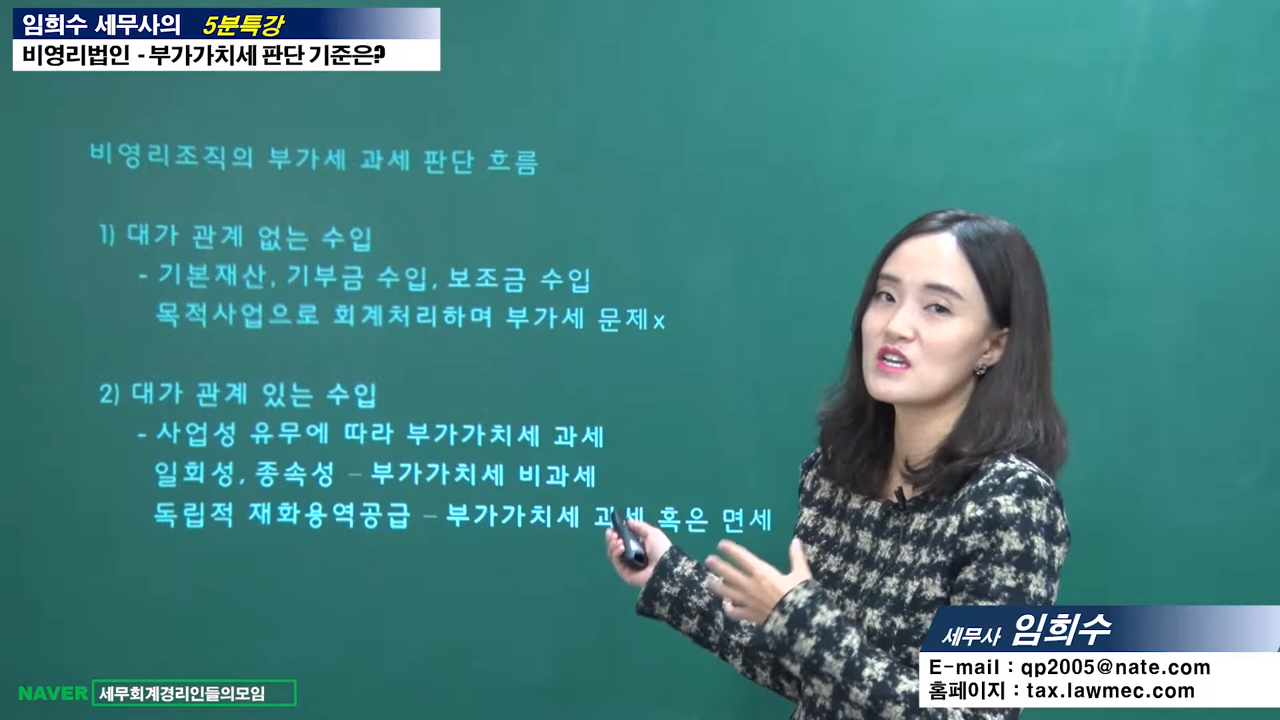 임희수 세무사의 5분특강
비영리법인 - 부가가치세 판단 기준은?
비영리조직의 부가세 과세 판단 흐름
1) 대가 관계 없는 수입
- 기본재산, 기부금 수입, 보조금 수입
목적사업으로 회계처리하며 부가세 문제x
2) 대가 관계 있는 수입
- 사업성 유무에 따라 부가가치세 과세
일회성, 종속성 – 부가가치세 비과세
독립적 재화용역공급 – 부가가치세 과세 혹은 면세
세무사 임희수
E-mail : qp2005@nate.com
홈페이지 : tax.lawmec.com
NAVER 세무회계경리인들의모임